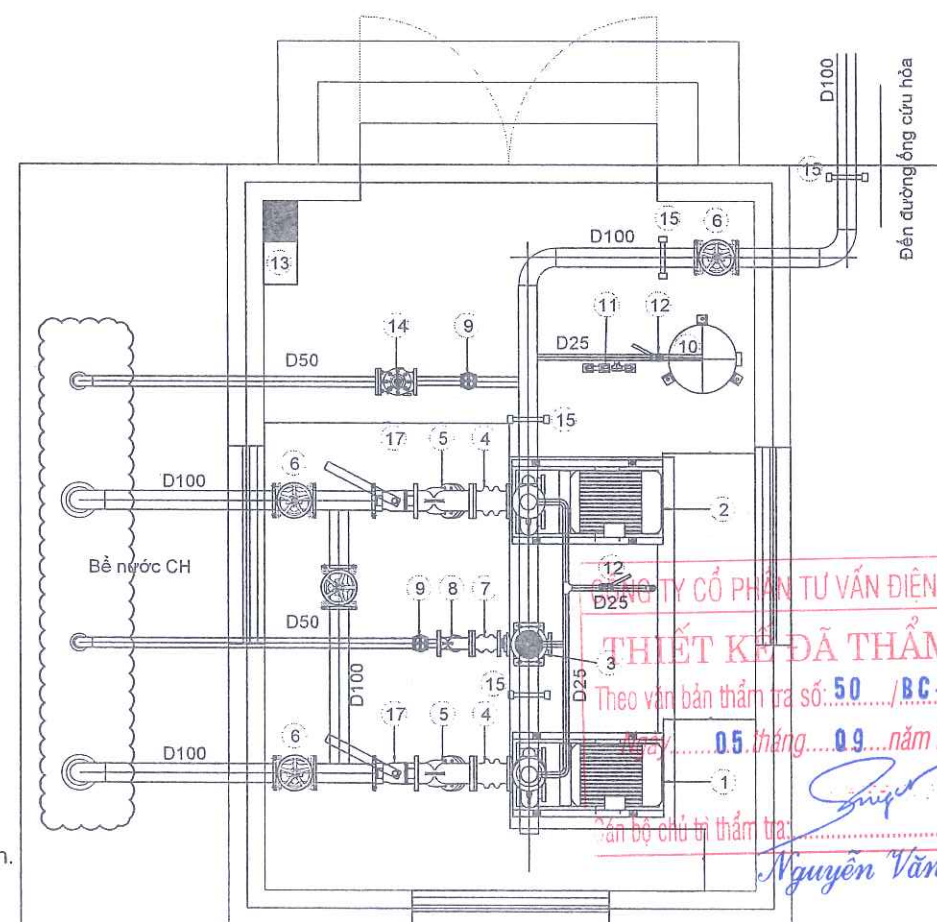 D100
Đến đường ống cứu hỏa
15
15
6
D100
13
11
12
D25
10
14
9
D50
15
17
5
4
6
D100
2
Bể nước CH
12
D25
9
8
7
D50
3
D100
D25
15
17
5
4
6
D100
1
CÔNG TY CỔ PHẦN TƯ VẤN ĐIỆN
THIẾT KẾ ĐÃ THẨM
Theo văn bản thẩm tra số: 50 / BC
Ngày 05 tháng 09 năm
Cán bộ chủ trì thẩm tra:
Nguyễn Văn